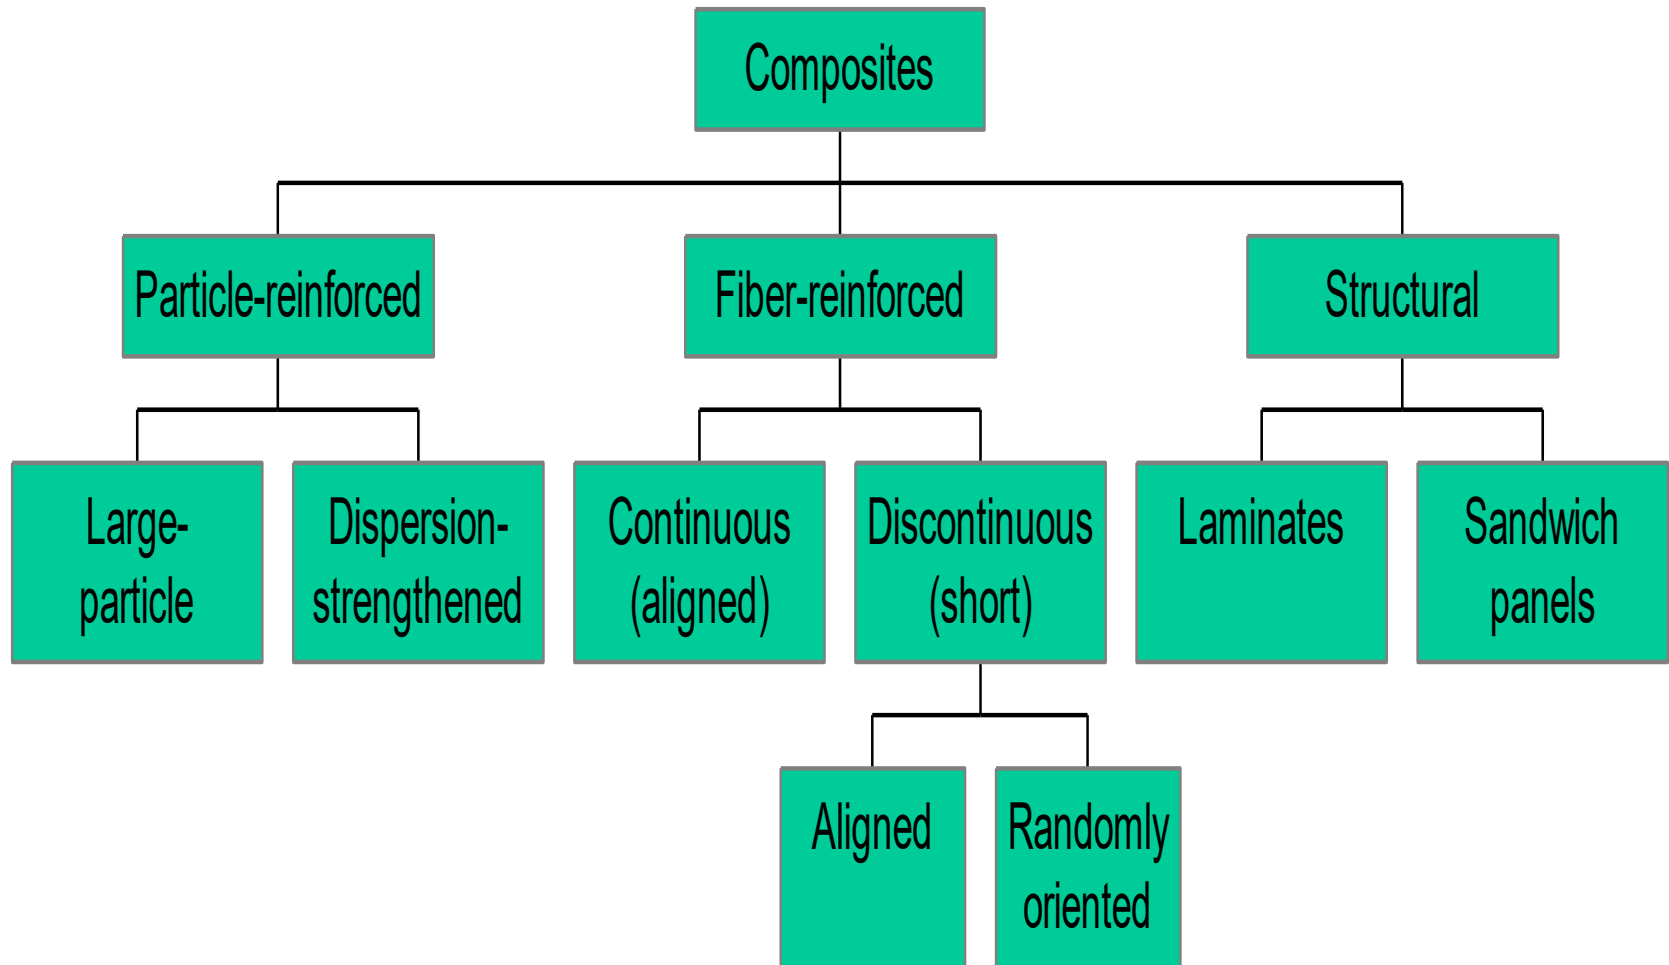 Composites
Particle-reinforced
Fiber-reinforced
Structural
Large-
particle
Dispersion-
strengthened
Continuous
(aligned)
Discontinuous
(short)
Laminates
Sandwich
panels
Aligned
Randomly
oriented